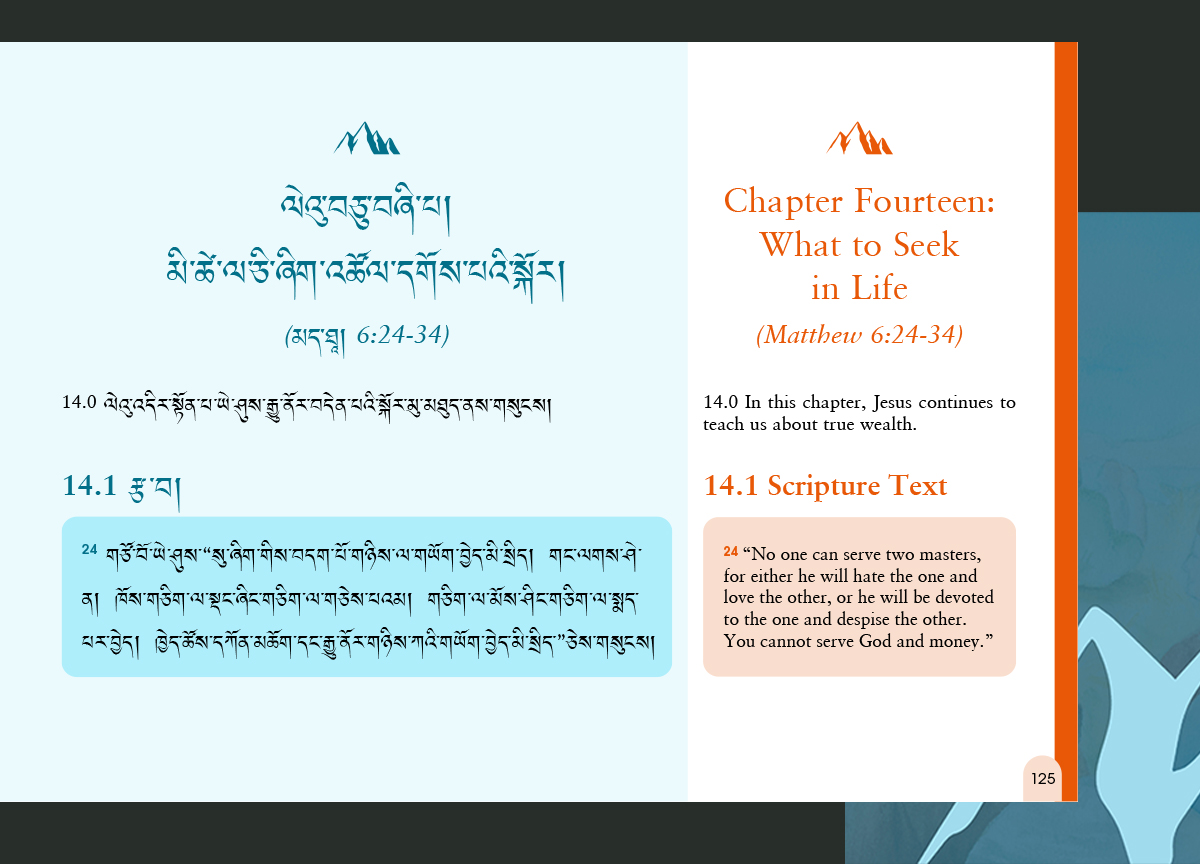 ལེའུ་བཅུ་བཞི་པ།
མི་ཚེ་ལ་ཅི་ཞིག་འཚོལ་དགོས་པའི་སྐོར།
(མད་ཐཱ། 6:24-34)
14.0 ལེའུ་འདིར་སྟོན་པ་ཡེ་ཤུས་རྒྱུ་ནོར་བདེན་པའི་སྐོར་མུ་མཐུད་ནས་གསུངས།
14.1 རྩ་བ།
24 གཙོ་བོ་ཡེ་ཤུས་“སུ་ཞིག་གིས་བདག་པོ་གཉིས་ལ་གཡོག་བྱེད་མི་སྲིད། གང་ལགས་ཤེ་
ན། ཁོས་གཅིག་ལ་སྡང་ཞིང་གཅིག་ལ་གཅེས་པའམ། གཅིག་ལ་མོས་ཤིང་གཅིག་ལ་སྨད་
པར་བྱེད། ཁྱེད་ཚོས་དཀོན་མཆོག་དང་རྒྱུ་ནོར་གཉིས་ཀའི་གཡོག་བྱེད་མི་སྲིད་”ཅེས་གསུངས།
Chapter Fourteen:
What to Seek
in Life
(Matthew 6:24-34)
14.0 In this chapter, Jesus continues to
teach us about true wealth.
14.1 Scripture Text
24 “No one can serve two masters,
for either he will hate the one and
love the other, or he will be devoted
to the one and despise the other.
You cannot serve God and money.”
125